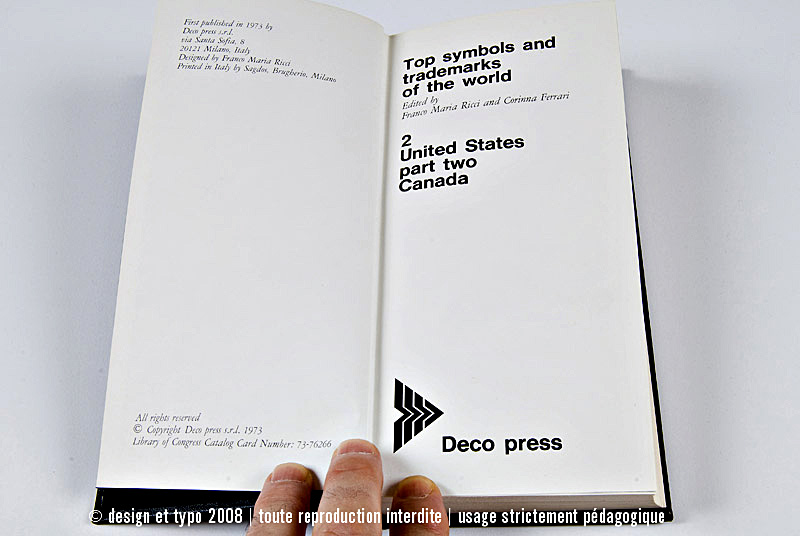 First published in 1973 by
Deco press s.r.l.
via Santa Sofia, 8
20121 Milano, Italy
Designed by Franco Maria Ricci
Printed in Italy by Sagdos, Brugherio, Milano
All rights reserved
© Copyright Deco press s.r.l. 1973
Library of Congress Catalog Card Number: 73-76266
Top symbols and
trademarks
of the world
Edited by
Franco Maria Ricci and Corinna Ferrari
2
United States
part two
Canada
Deco press
© design et typo 2008 | toute reproduction interdite | usage strictement pédagogique